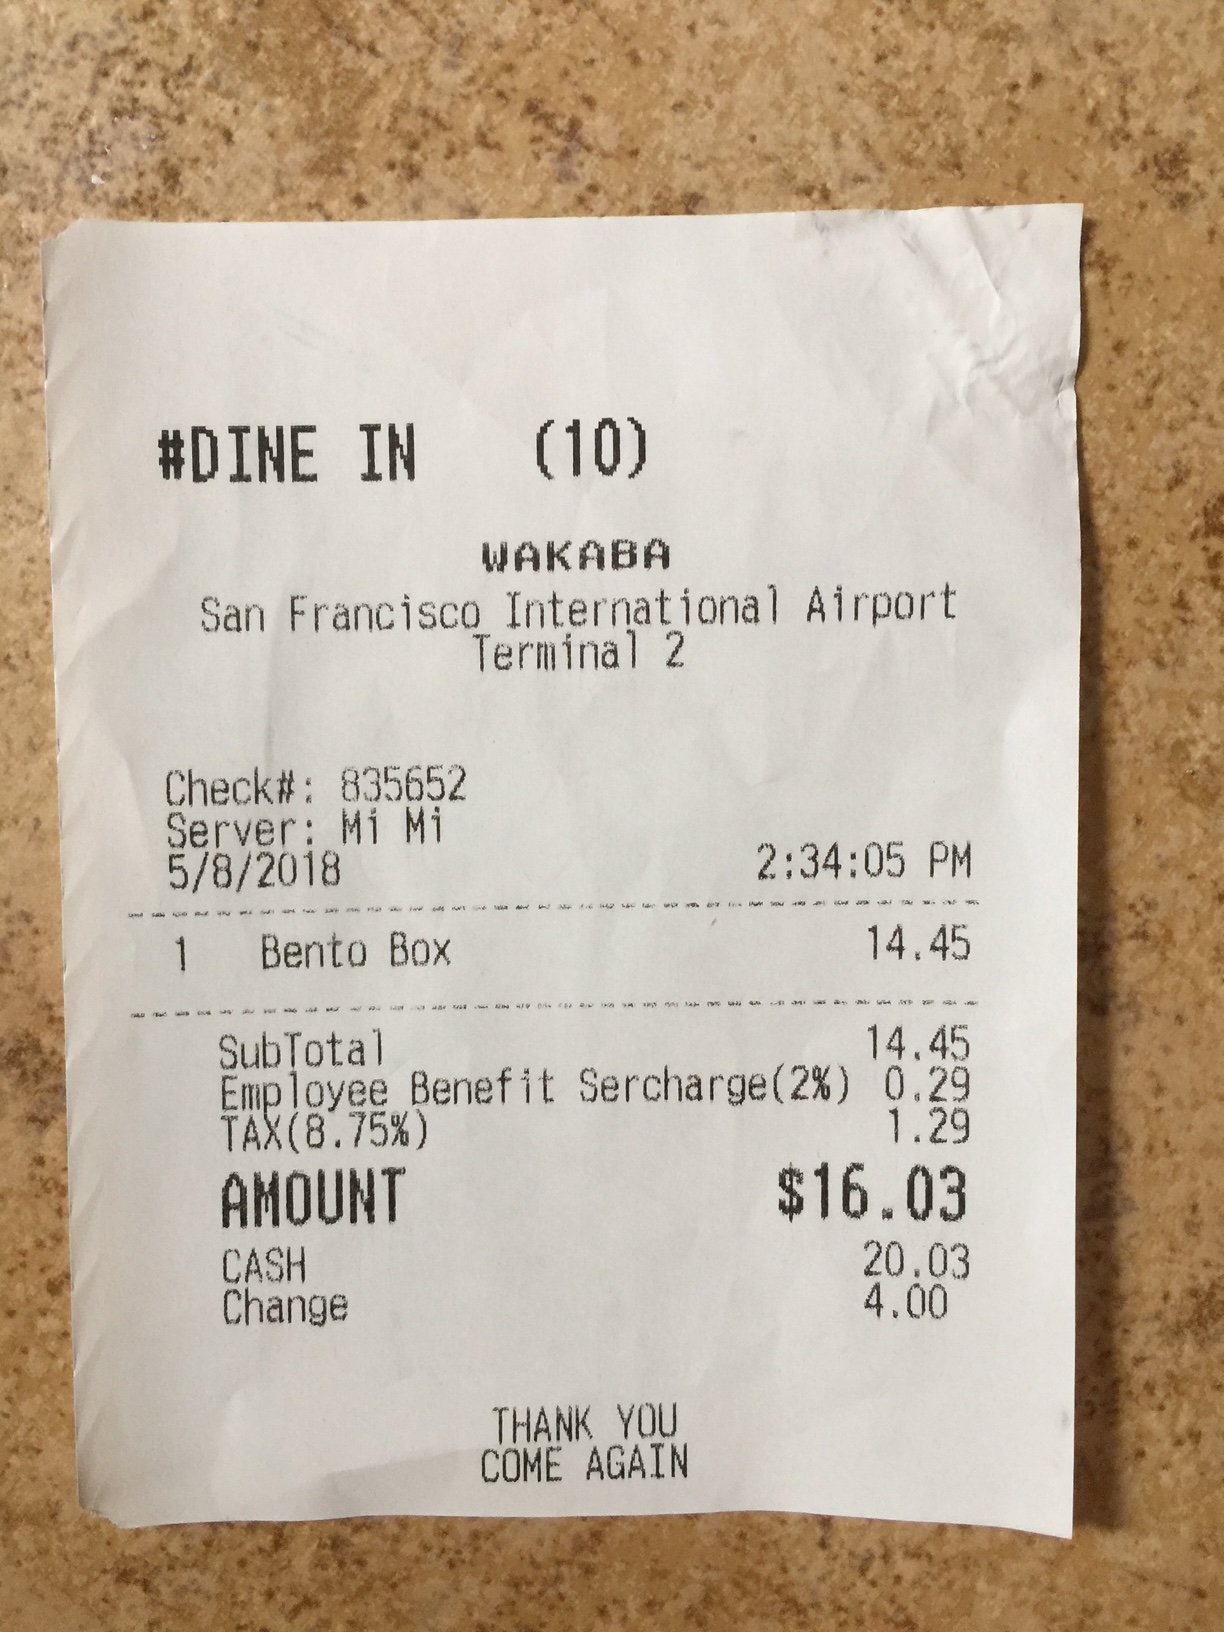 #DINE IN (10)
WAKABA
San Francisco International Airport
Terminal 2
Check#: 835652
Server: Mi Mi
5/8/2018 2:34:05 PM
1 Bento Box 14.45
SubTotal 14.45
Employee Benefit Sercharge(2%) 0.29
TAX(8.75%) 1.29
AMOUNT $16.03
CASH 20.03
Change 4.00
THANK YOU
COME AGAIN